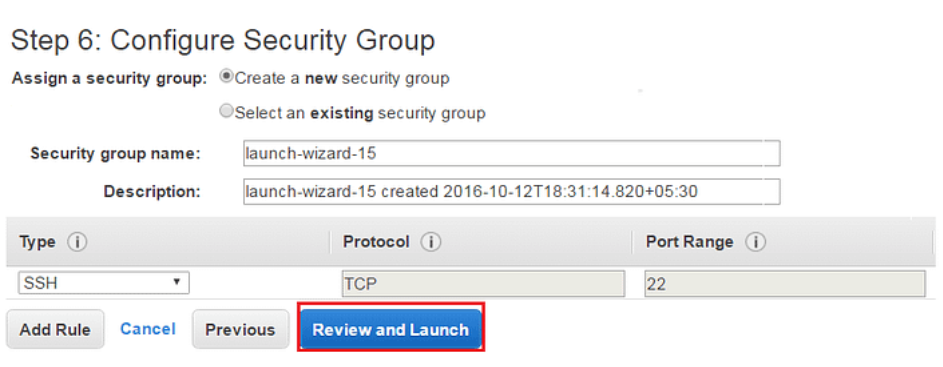 Step 6: Configure Security Group
Assign a security group: Create a new security group
Select an existing security group
Security group name: launch-wizard-15
Description: launch-wizard-15 created 2016-10-12T18:31:14.820+05:30
Type i Protocol i Port Range i
SSH TCP 22
Add Rule Cancel Previous Review and Launch